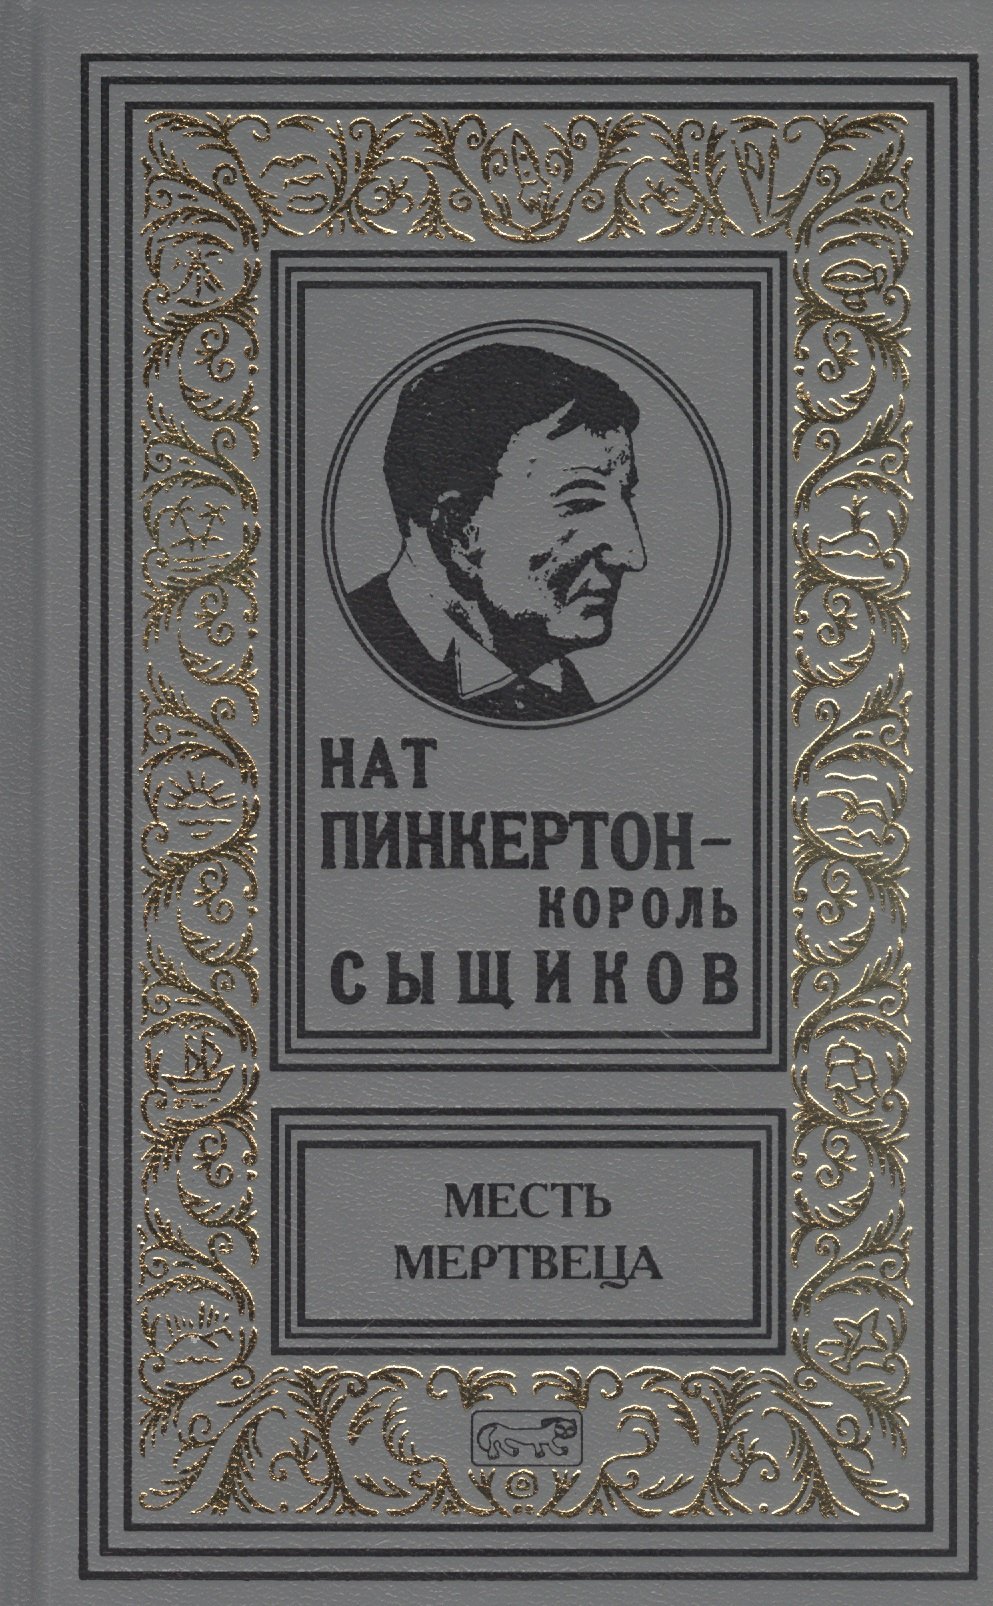 НАТ
ПИНКЕРТОН-
КОРОЛЬ
СЫЩИКОВ
МЕСТЬ
МЕРТВЕЦА